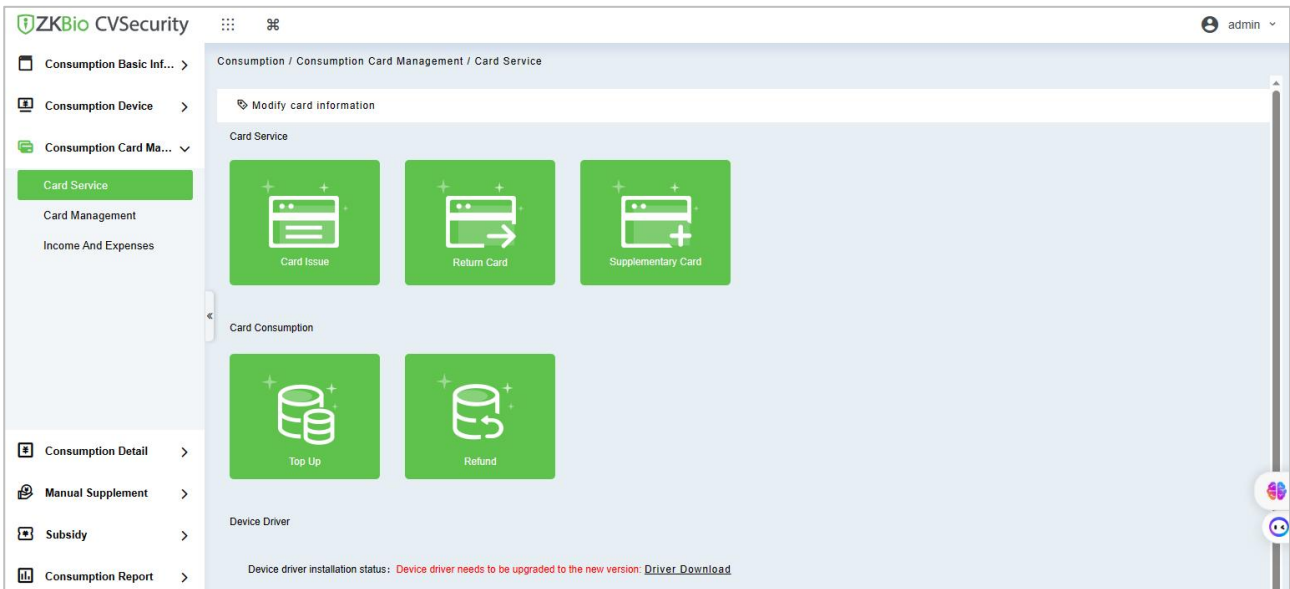 ZKBio CVSecurity
admin
Consumption Basic Inf...
Consumption Device
Consumption Card Ma...
Card Service
Card Management
Income And Expenses
Consumption Detail
Manual Supplement
Subsidy
Consumption Report
Consumption / Consumption Card Management / Card Service
Modify card information
Card Service
Card Issue
Return Card
Supplementary Card
Card Consumption
Top Up
Refund
Device Driver
Device driver installation status: Device driver needs to be upgraded to the new version: Driver Download